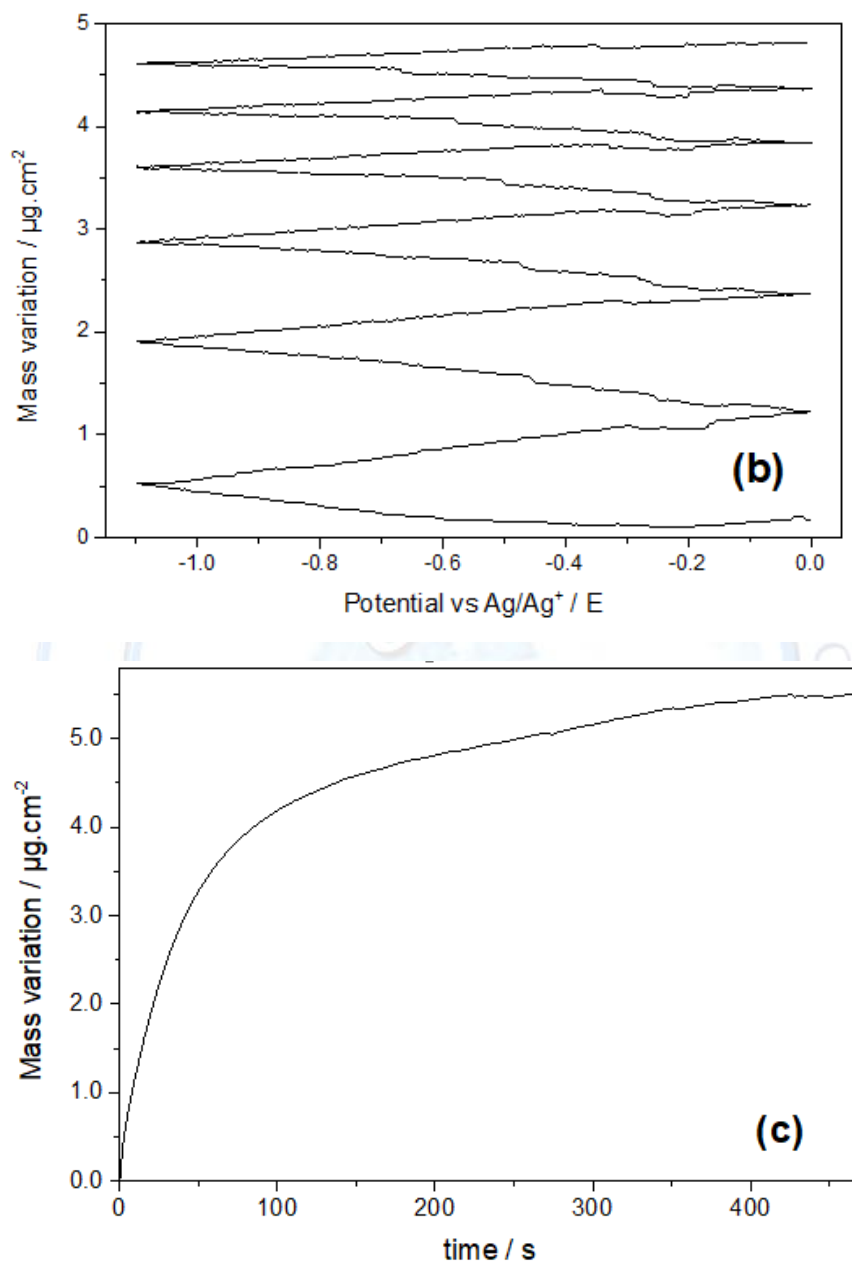 5
4
3
2
1
0
Mass variation / µg.cm⁻²
(b)
-1.0 -0.8 -0.6 -0.4 -0.2 0.0
Potential vs Ag/Ag⁺ / E
5.0
4.0
3.0
2.0
1.0
0.0
Mass variation / µg.cm⁻²
(c)
0 100 200 300 400
time / s